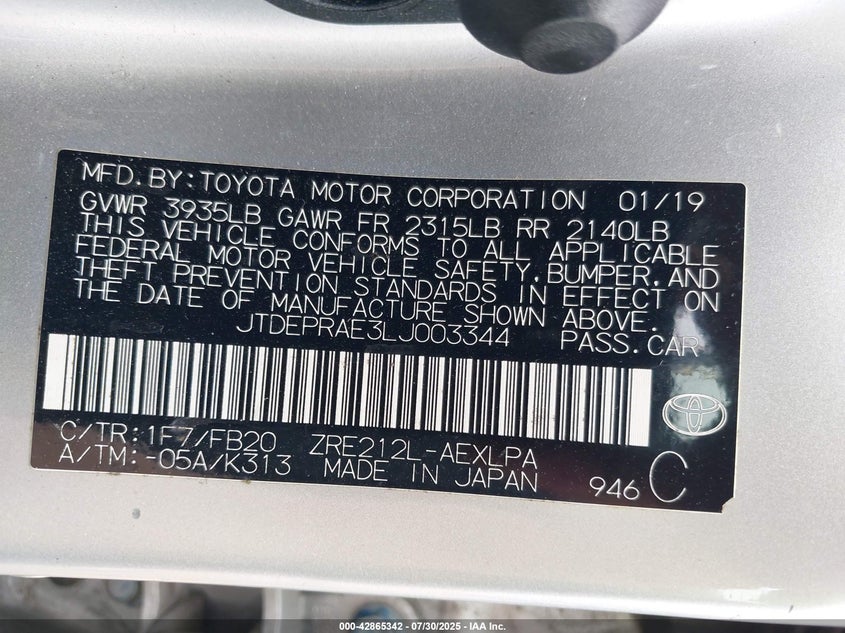 MFD.BY:TOYOTA MOTOR CORPORATION 01/19
GVWR 3935LB GAWR FR 2315LB RR 2140LB
THIS VEHICLE CONFORMS TO ALL APPLICABLE
FEDERAL MOTOR VEHICLE SAFETY,BUMPER,AND
THEFT PREVENTION STANDARDS IN EFFECT ON
THE DATE OF MANUFACTURE SHOWN ABOVE.
JTDEPRAE3LJ003344 PASS.CAR
C/TR:1F7/FB20 ZRE212L-AEXLPA
A/TM:-05A/K313 MADE IN JAPAN 946 C
000-42865342 - 07/30/2025 - IAA Inc.